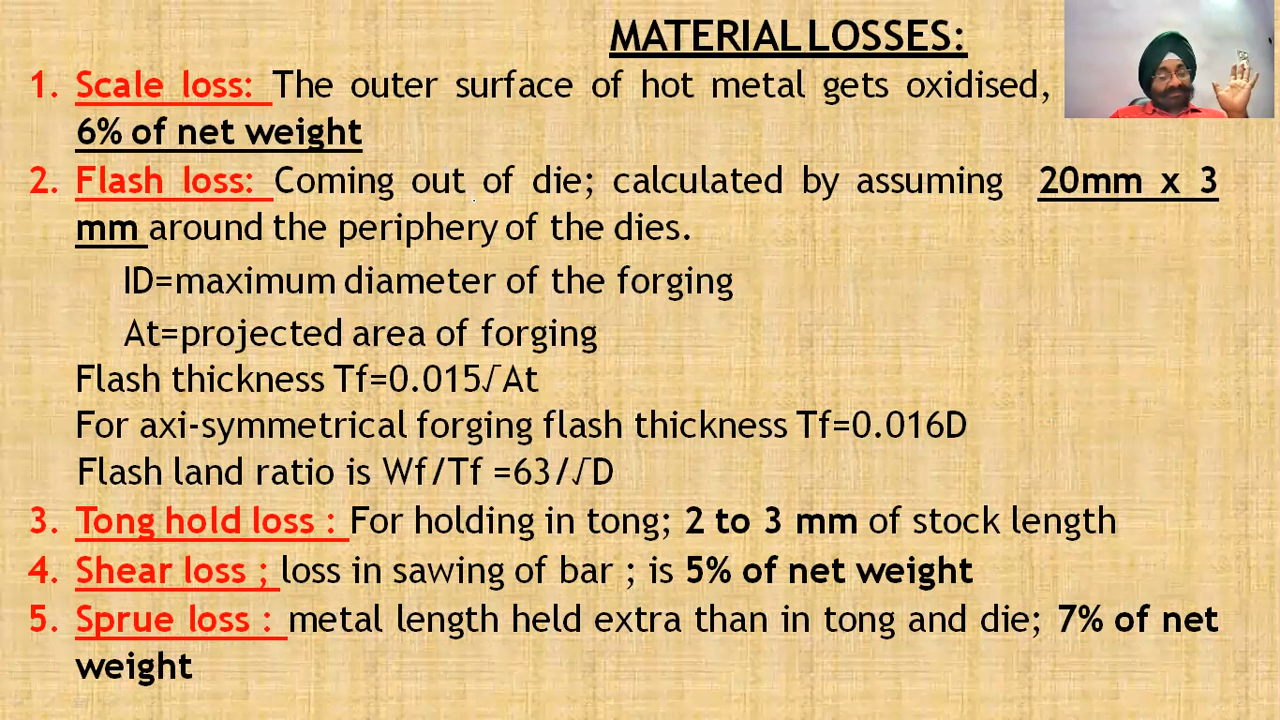 MATERIAL LOSSES:
1. Scale loss: The outer surface of hot metal gets oxidised,
6% of net weight
2. Flash loss: Coming out of die; calculated by assuming 20mm x 3
mm around the periphery of the dies.
ID=maximum diameter of the forging
At=projected area of forging
Flash thickness Tf=0.015√At
For axi-symmetrical forging flash thickness Tf=0.016D
Flash land ratio is Wf/Tf =63/√D
3. Tong hold loss : For holding in tong; 2 to 3 mm of stock length
4. Shear loss ; loss in sawing of bar ; is 5% of net weight
5. Sprue loss : metal length held extra than in tong and die; 7% of net
weight